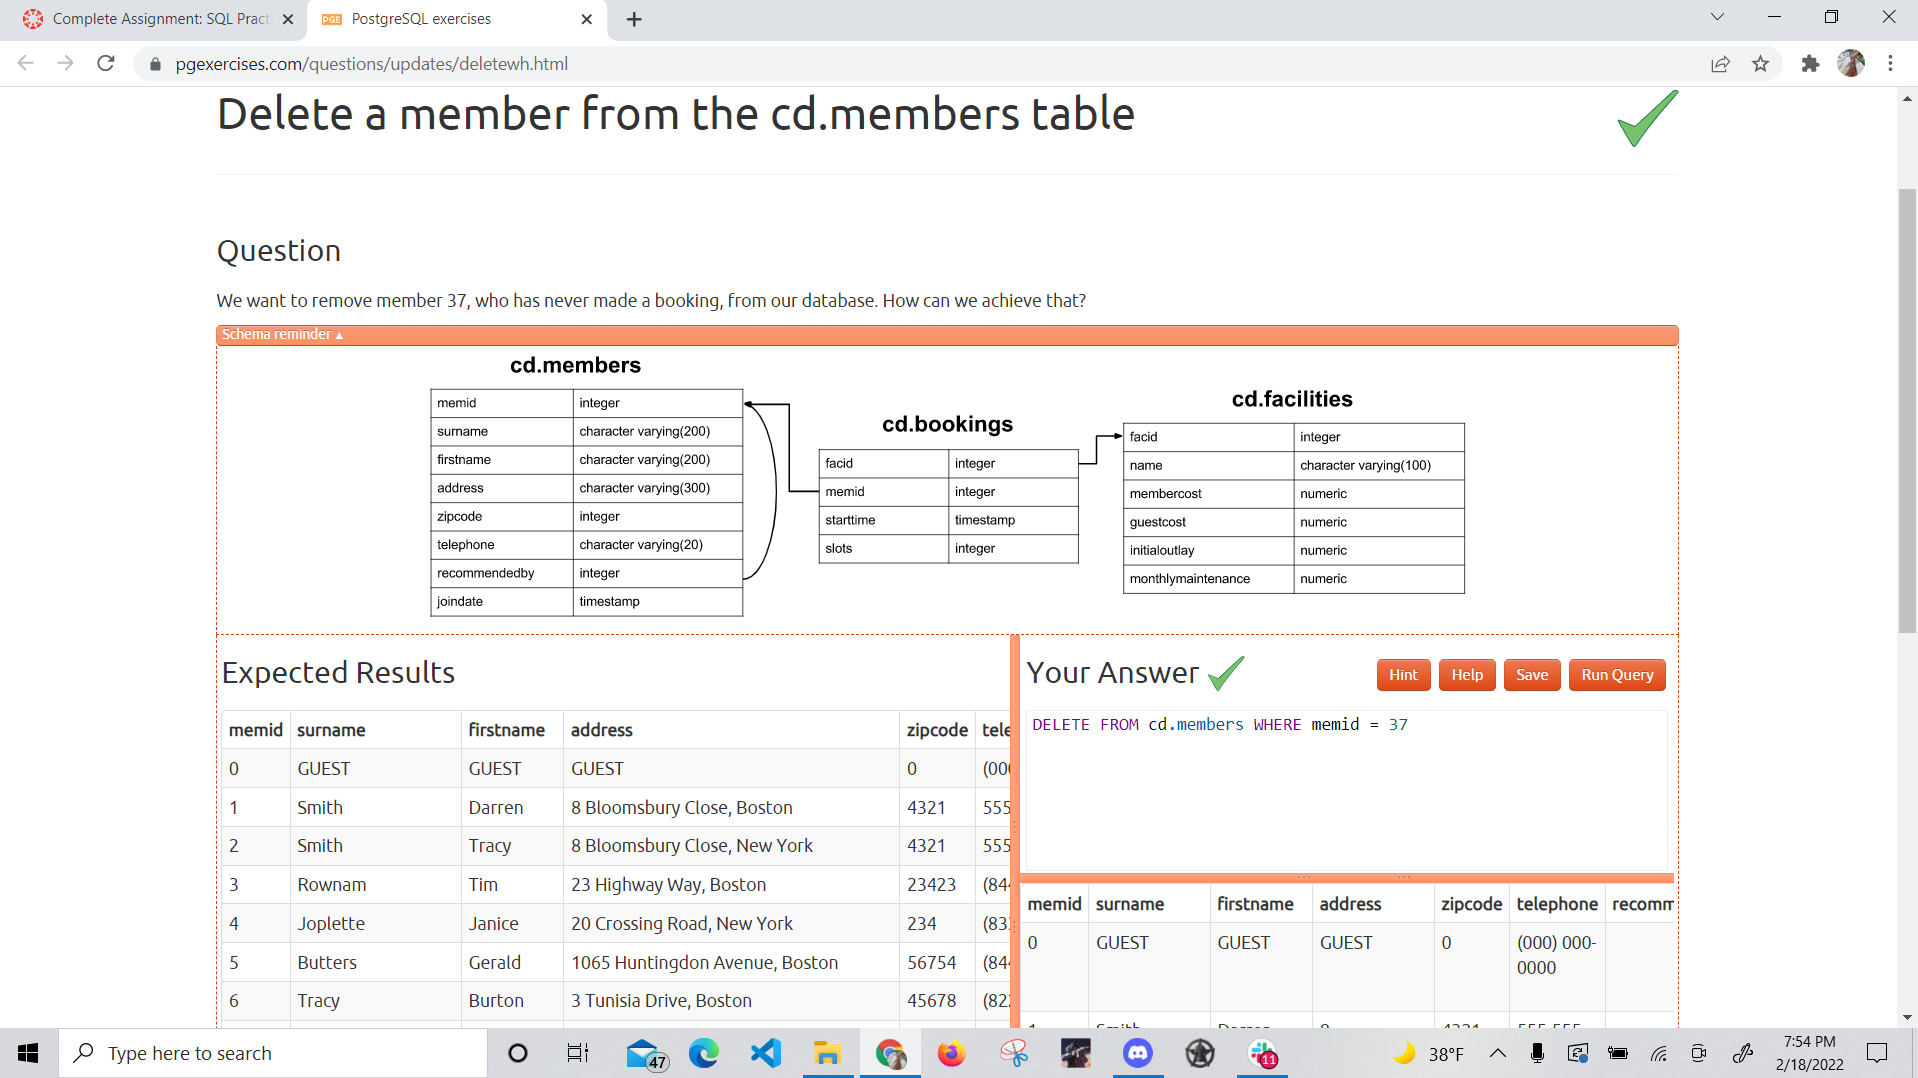 Complete Assignment: SQL Practi
PGE PostgreSQL exercises
pgexercises.com/questions/updates/deletewh.html
Delete a member from the cd.members table
Question
We want to remove member 37, who has never made a booking, from our database. How can we achieve that?
Schema reminder ▲
cd.members
memid integer
surname character varying(200)
firstname character varying(200)
address character varying(300)
zipcode integer
telephone character varying(20)
recommendedby integer
joindate timestamp
cd.bookings
facid integer
memid integer
starttime timestamp
slots integer
cd.facilities
facid integer
name character varying(100)
membercost numeric
guestcost numeric
initialoutlay numeric
monthlymaintenance numeric
Expected Results
memid surname firstname address zipcode tele
0 GUEST GUEST GUEST 0 (00
1 Smith Darren 8 Bloomsbury Close, Boston 4321 555
2 Smith Tracy 8 Bloomsbury Close, New York 4321 555
3 Rownam Tim 23 Highway Way, Boston 23423 (84
4 Joplette Janice 20 Crossing Road, New York 234 (83
5 Butters Gerald 1065 Huntingdon Avenue, Boston 56754 (84
6 Tracy Burton 3 Tunisia Drive, Boston 45678 (82
Your Answer
Hint Help Save Run Query
DELETE FROM cd.members WHERE memid = 37
memid surname firstname address zipcode telephone recomm
0 GUEST GUEST GUEST 0 (000) 000-
0000
Type here to search
47
11
38°F
7:54 PM
2/18/2022